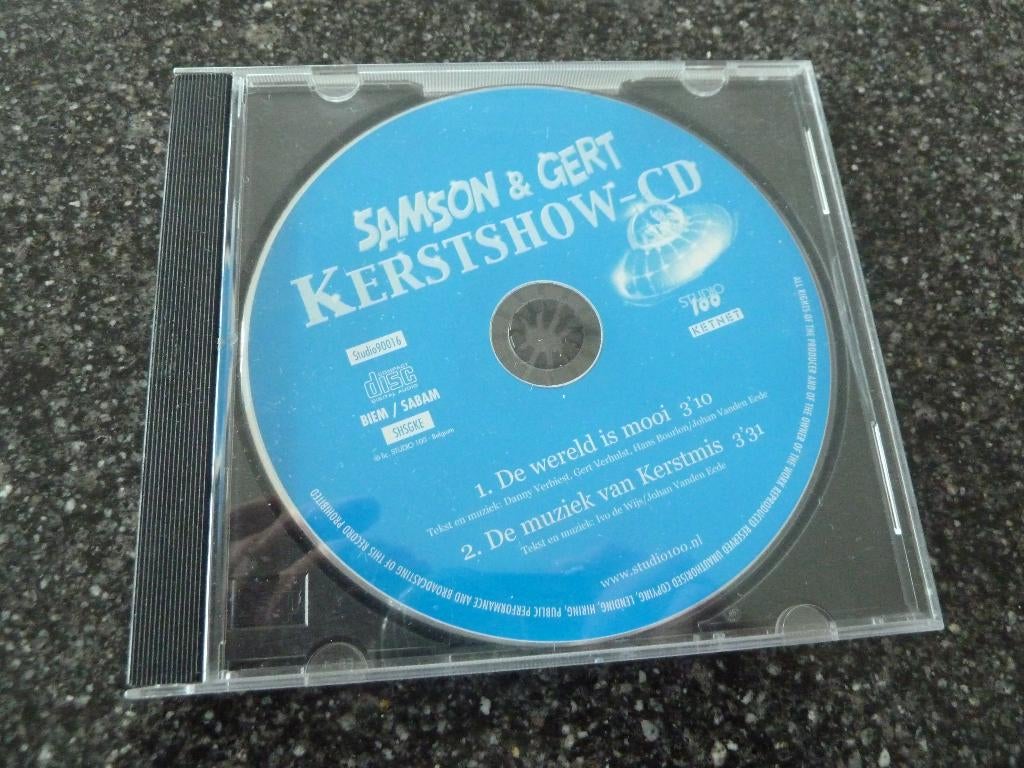 SAMSON & GERT
KERSTSHOW-CD
STUDIO
100
KETNET
Studio90016
COMPACT
disc
DIGITAL AUDIO
BIEM / SABAM
SHSGKE
STUDIO 100 - Belgium
1. De wereld is mooi 3'10
Tekst en muziek: Danny Verbiest, Gert Verhulst, Hans Bourlon/Johan Vanden Eede
2. De muziek van Kerstmis 3'31
Tekst en muziek: Ivo de Wijs/Johan Vanden Eede
www.studio100.nl
ALL RIGHTS OF THE PRODUCER AND OF THE OWNER OF THE WORK REPRODUCED RESERVED UNAUTHORISED COPYING, LENDING, HIRING, PUBLIC PERFORMANCE AND BROADCASTING OF THIS RECORD PROHIBITED